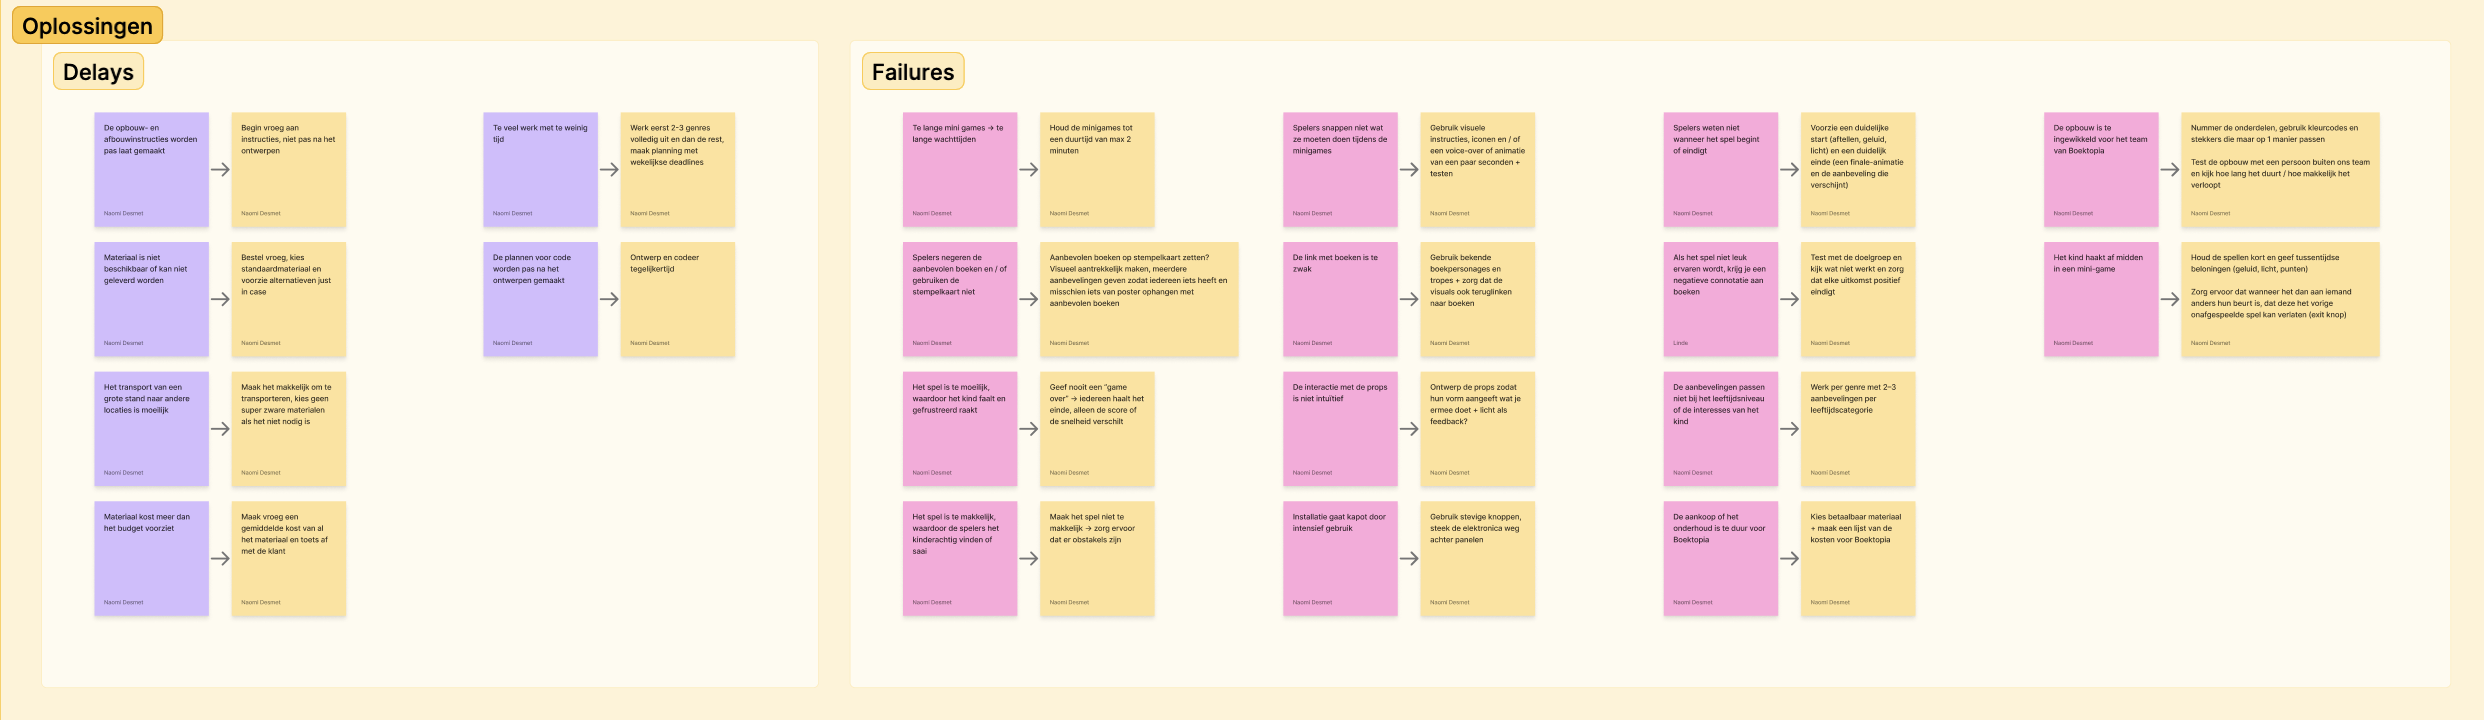 Oplossingen
Delays
De opbouw- en
afbouwinstructies worden
pas laat gemaakt
Naomi Desmet
Begin vroeg aan
instructies, niet pas na het
ontwerpen
Naomi Desmet
Te veel werk met te weinig
tijd
Naomi Desmet
Werk eerst 2-3 genres
volledig uit en dan de rest,
maak planning met
wekelijkse deadlines
Naomi Desmet
Materiaal is niet
beschikbaar of kan niet
geleverd worden
Naomi Desmet
Bestel vroeg, kies
standaardmateriaal en
voorzie alternatieven just
in case
Naomi Desmet
De plannen voor code
worden pas na het
ontwerpen gemaakt
Naomi Desmet
Ontwerp en codeer
tegelijkertijd
Naomi Desmet
Het transport van een
grote stand naar andere
locaties is moeilijk
Naomi Desmet
Maak het makkelijk om te
transporteren, kies geen
super zware materialen
als het niet nodig is
Naomi Desmet
Materiaal kost meer dan
het budget voorziet
Naomi Desmet
Maak vroeg een
gemiddelde kost van al
het materiaal en toets af
met de klant
Naomi Desmet
Failures
Te lange mini games → te
lange wachttijden
Naomi Desmet
Houd de minigames tot
een duurtijd van max 2
minuten
Naomi Desmet
Spelers snappen niet wat
ze moeten doen tijdens de
minigames
Naomi Desmet
Gebruik visuele
instructies, iconen en / of
een voice-over of animatie
van een paar seconden +
testen
Naomi Desmet
Spelers weten niet
wanneer het spel begint
of eindigt
Naomi Desmet
Voorzie een duidelijke
start (aftellen, geluid,
licht) en een duidelijk
einde (een finale-animatie
en de aanbeveling die
verschijnt)
Naomi Desmet
De opbouw is te
ingewikkeld voor het team
van Boektopia
Naomi Desmet
Nummer de onderdelen, gebruik kleurcodes en
stekkers die maar op 1 manier passen
Test de opbouw met een persoon buiten ons team
en kijk hoe lang het duurt / hoe makkelijk het
verloopt
Naomi Desmet
Spelers negeren de
aanbevolen boeken en / of
gebruiken de
stempelkaart niet
Naomi Desmet
Aanbevolen boeken op stempelkaart zetten?
Visueel aantrekkelijk maken, meerdere
aanbevelingen geven zodat iedereen iets heeft en
misschien iets van poster ophangen met
aanbevolen boeken
Naomi Desmet
De link met boeken is te
zwak
Naomi Desmet
Gebruik bekende
boekpersonages en
tropes + zorg dat de
visuals ook teruglinken
naar boeken
Naomi Desmet
Als het spel niet leuk
ervaren wordt, krijg je een
negatieve connotatie aan
boeken
Linde
Test met de doelgroep en
kijk wat niet werkt en zorg
dat elke uitkomst positief
eindigt
Naomi Desmet
Het kind haakt af midden
in een mini-game
Naomi Desmet
Houd de spellen kort en geef tussentijdse
beloningen (geluid, licht, punten)
Zorg ervoor dat wanneer het dan aan iemand
anders hun beurt is, dat deze het vorige
onafgespeelde spel kan verlaten (exit knop)
Naomi Desmet
Het spel is te moeilijk,
waardoor het kind faalt en
gefrustreerd raakt
Naomi Desmet
Geef nooit een "game
over" → iedereen haalt het
einde, alleen de score of
de snelheid verschilt
Naomi Desmet
De interactie met de props
is niet intuïtief
Naomi Desmet
Ontwerp de props zodat
hun vorm aangeeft wat je
ermee doet + licht als
feedback?
Naomi Desmet
De aanbevelingen passen
niet bij het leeftijdsniveau
of de interesses van het
kind
Naomi Desmet
Werk per genre met 2–3
aanbevelingen per
leeftijdscategorie
Naomi Desmet
Het spel is te makkelijk,
waardoor de spelers het
kinderachtig vinden of
saai
Naomi Desmet
Maak het spel niet te
makkelijk → zorg ervoor
dat er obstakels zijn
Naomi Desmet
Installatie gaat kapot door
intensief gebruik
Naomi Desmet
Gebruik stevige knoppen,
steek de elektronica weg
achter panelen
Naomi Desmet
De aankoop of het
onderhoud is te duur voor
Boektopia
Naomi Desmet
Kies betaalbaar materiaal
+ maak een lijst van de
kosten voor Boektopia
Naomi Desmet